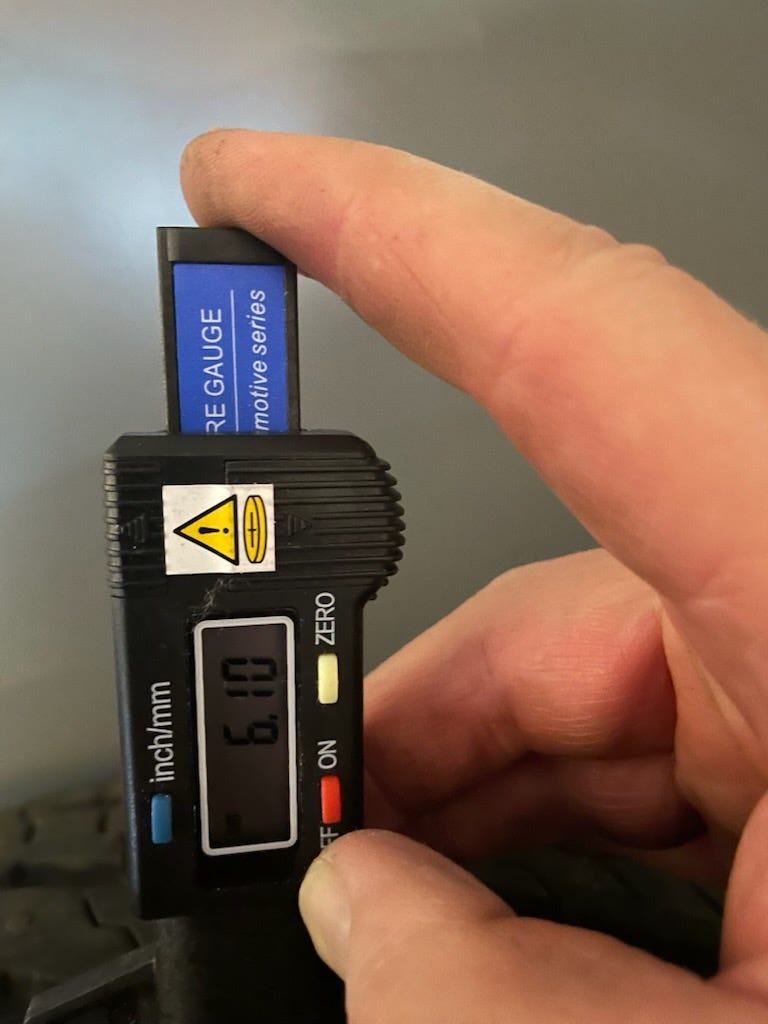 RE GAUGE
motive series
inch/mm
6.10
ZERO
FF ON